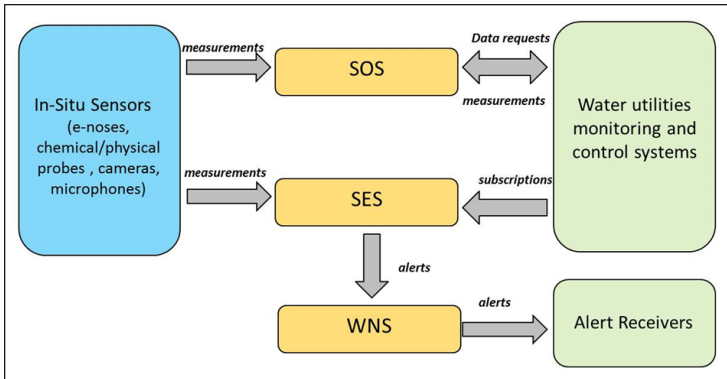 measurements
SOS
Data requests
measurements
In-Situ Sensors
(e-noses,
chemical/physical
probes , cameras,
microphones)
Water utilities
monitoring and
control systems
measurements
SES
subscriptions
alerts
WNS
alerts
Alert Receivers